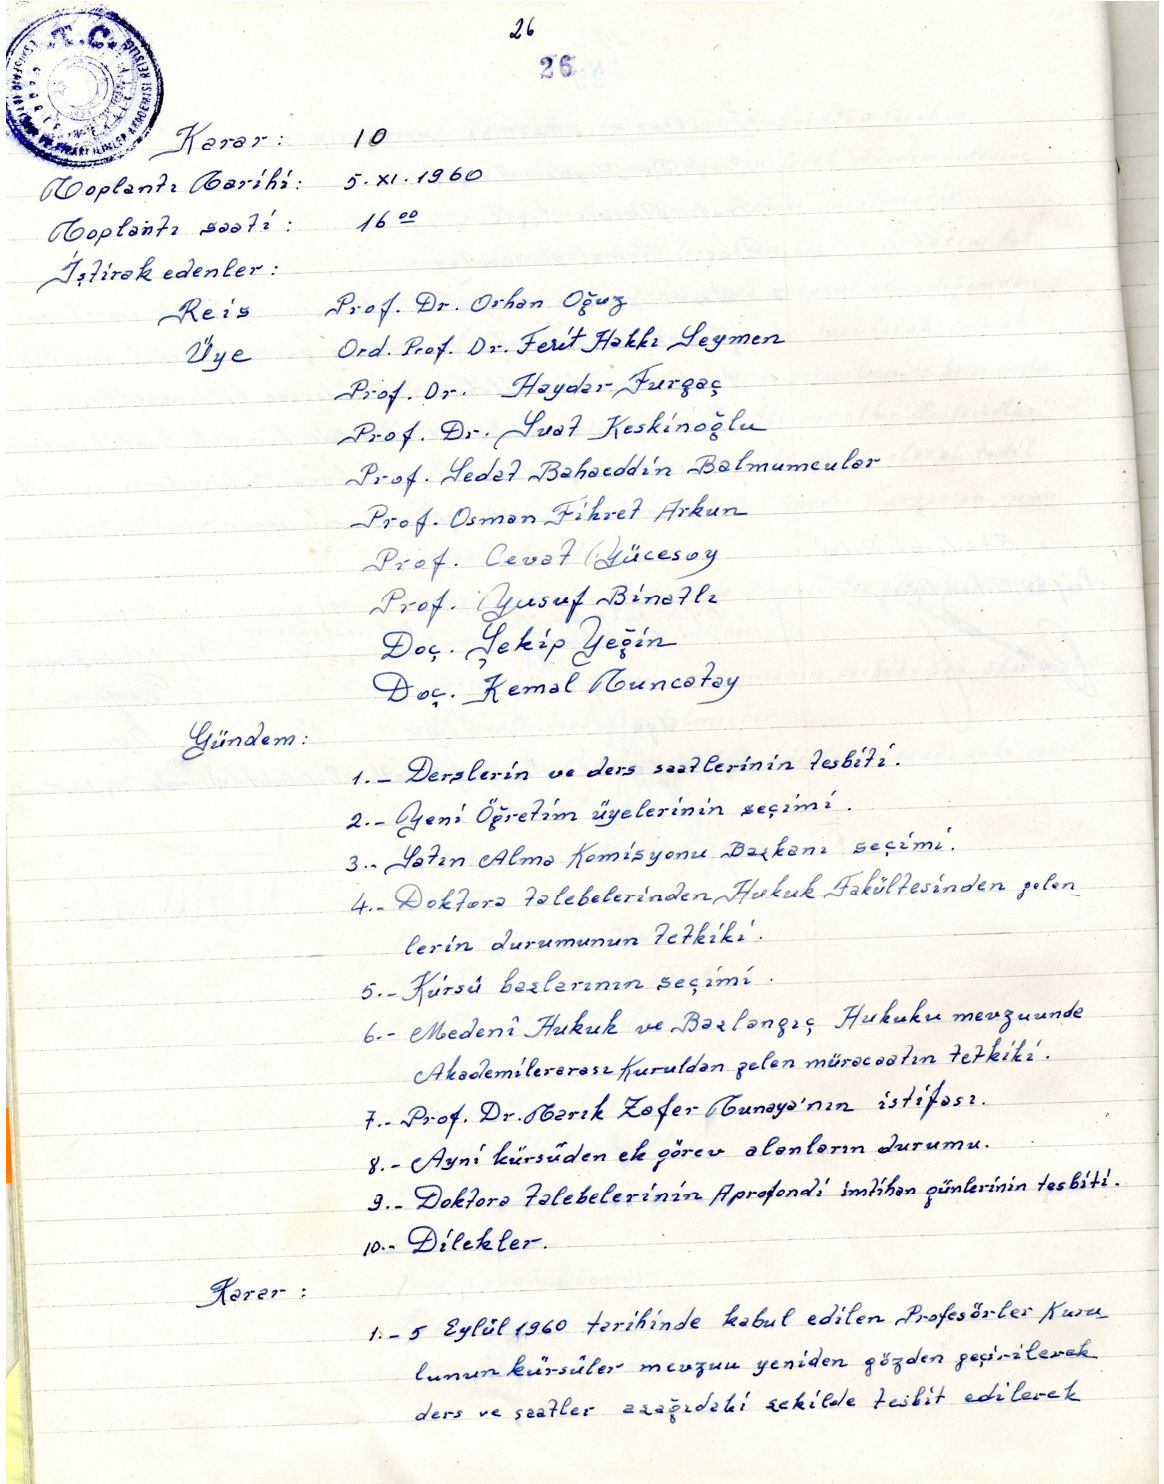 26
26
T.C.
Karar : 10
Toplantı Tarihi : 5.XI.1960
Toplantı saati : 16 00
İştirak edenler :
Reis Prof. Dr. Orhan Oğuz
Üye Ord. Prof. Dr. Ferit Hakkı Seymen
Prof. Dr. Haydar Furgaç
Prof. Dr. Suat Keskinoğlu
Prof. Sedat Bahaeddin Balmumcular
Prof. Osman Fikret Arkun
Prof. Cevat Yücesoy
Prof. Yusuf Binatlı
Doç. Şekip Yeğin
Doç. Kemal Tuncatay
Gündem :
1.- Derslerin ve ders saatlerinin tesbiti.
2.- Yeni Öğretim üyelerinin seçimi.
3.- Satın Alma Komisyonu Başkanı seçimi.
4.- Doktora talebelerinden Hukuk Fakültesinden gelen
lerin durumunun tetkiki.
5.- Kürsü başlarının seçimi.
6.- Medenî Hukuk ve Başlangıç Hukuku mevzuunda
Akademilerarası Kuruldan gelen müracaatın tetkiki.
7.- Prof. Dr. Tarık Zafer Tunaya'nın istifası.
8.- Ayni kürsüden ek görev alanların durumu.
9.- Doktora talebelerinin Aprofondi imtihan günlerinin tesbiti.
10.- Dilekler.
Karar :
1.- 5 Eylül 1960 tarihinde kabul edilen Profesörler Kuru
lunun kürsüler mevzuu yeniden gözden geçirilerek
ders ve saatler aşağıdaki şekilde tesbit edilerek